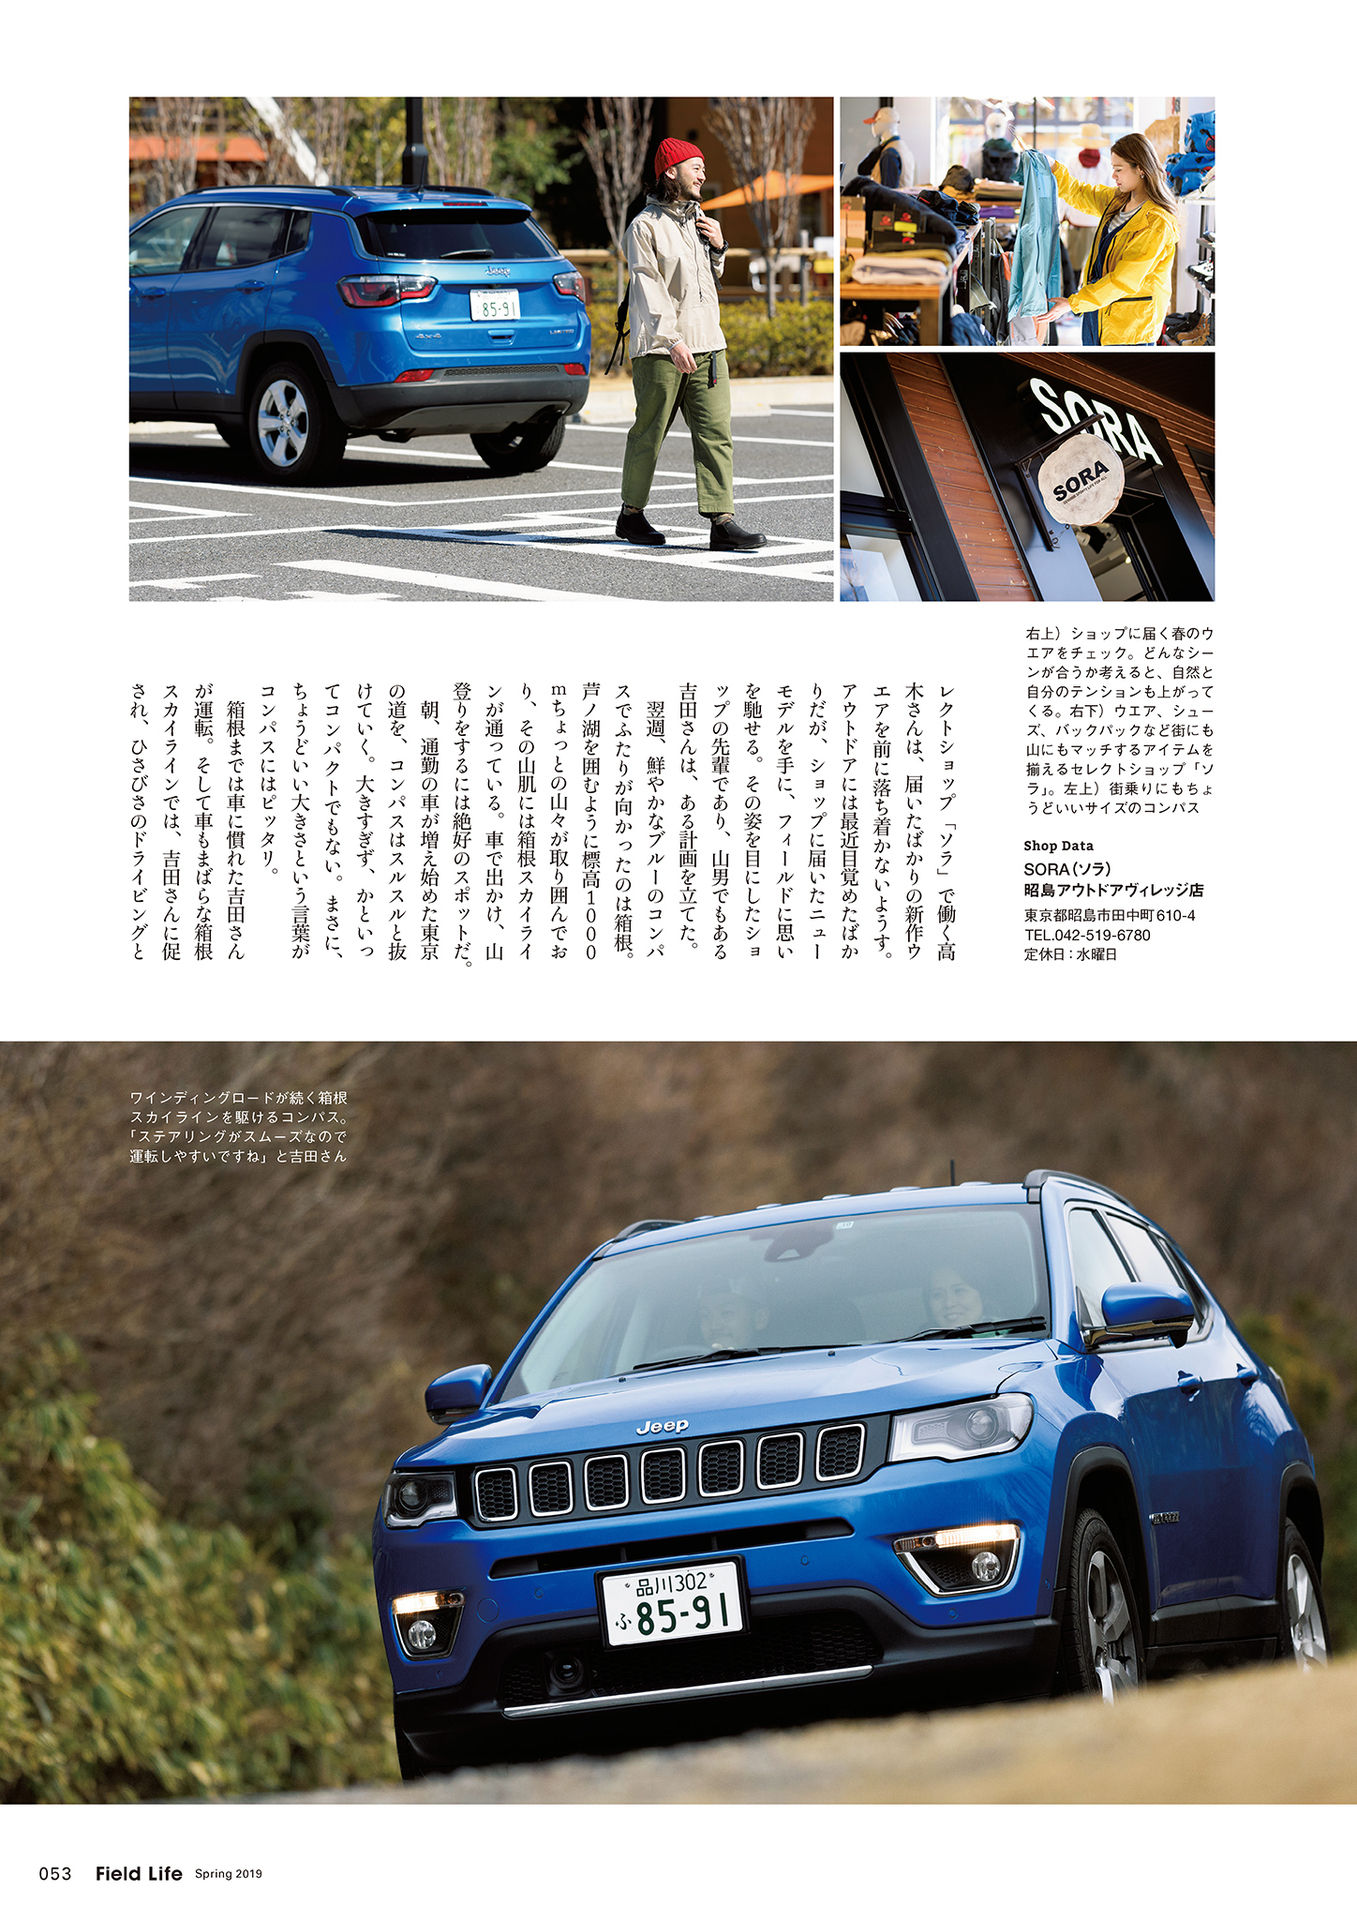 Jeep
85-91
4x4
LIMITED
SORA
SORA
右上）ショップに届く春のウ
エアをチェック。どんなシー
ンが合うか考えると、自然と
自分のテンションも上がって
くる。右下）ウエア、シュー
ズ、バックパックなど街にも
山にもマッチするアイテムを
揃えるセレクトショップ「ソ
ラ」。左上）街乗りにもちょ
うどいいサイズのコンパス
Shop Data
SORA（ソラ）
昭島アウトドアヴィレッジ店
東京都昭島市田中町610-4
TEL.042-519-6780
定休日：水曜日
レクトショップ「ソラ」で働く高
木さんは、届いたばかりの新作ウ
エアを前に落ち着かないようす。
アウトドアには最近目覚めたばか
りだが、ショップに届いたニュー
モデルを手に、フィールドに思い
を馳せる。その姿を目にしたショ
ップの先輩であり、山男でもある
吉田さんは、ある計画を立てた。
翌週、鮮やかなブルーのコンパ
スでふたりが向かったのは箱根。
芦ノ湖を囲むように標高1000
mちょっとの山々が取り囲んでお
り、その山肌には箱根スカイライ
ンが通っている。車で出かけ、山
登りをするには絶好のスポットだ。
朝、通勤の車が増え始めた東京
の道を、コンパスはスルスルと抜
けていく。大きすぎず、かといっ
てコンパクトでもない。まさに、
ちょうどいい大きさという言葉が
コンパスにはピッタリ。
箱根までは車に慣れた吉田さん
が運転。そして車もまばらな箱根
スカイラインでは、吉田さんに促
され、ひさびさのドライビングと
ワインディングロードが続く箱根
スカイラインを駆けるコンパス。
「ステアリングがスムーズなので
運転しやすいですね」と吉田さん
Jeep
品川302
ふ 85-91
053 Field Life Spring 2019